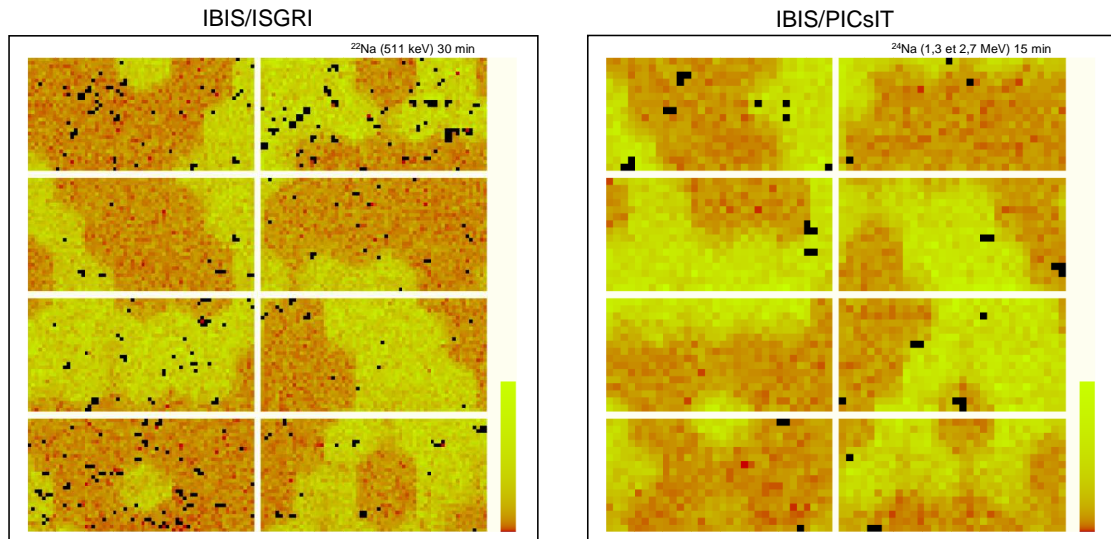 IBIS/ISGRI
IBIS/PICsIT
²²Na (511 keV) 30 min
²⁴Na (1,3 et 2,7 MeV) 15 min